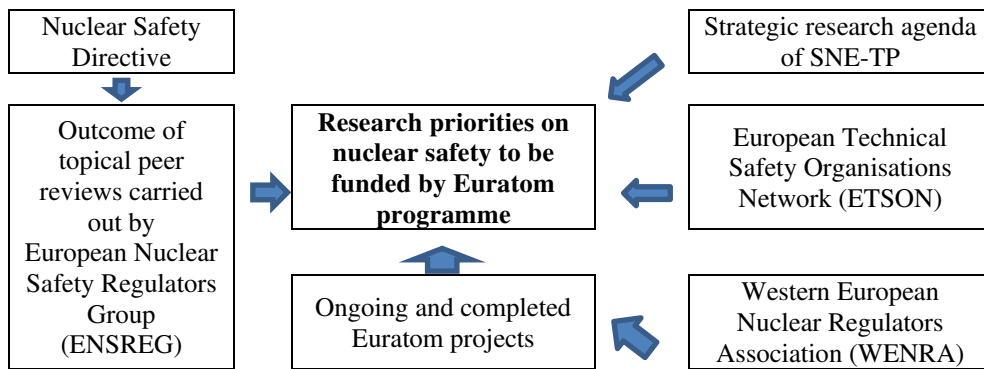 Nuclear Safety
Directive
Outcome of
topical peer
reviews carried
out by
European Nuclear
Safety Regulators
Group
(ENSREG)
Research priorities on
nuclear safety to be
funded by Euratom
programme
Ongoing and completed
Euratom projects
Strategic research agenda
of SNE-TP
European Technical
Safety Organisations
Network (ETSON)
Western European
Nuclear Regulators
Association (WENRA)